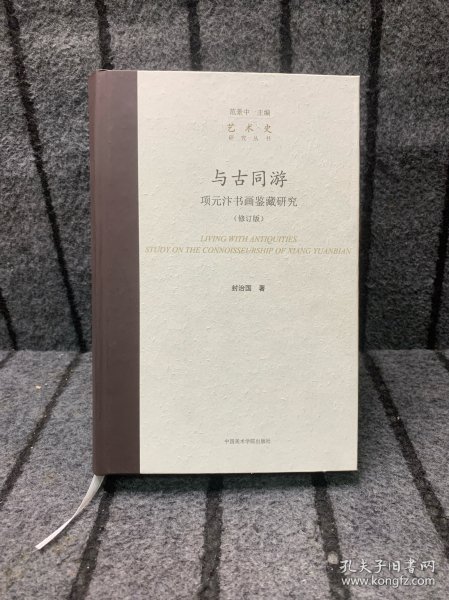 范景中 主编
艺术史
研究丛书
与古同游
项元汴书画鉴藏研究
(修订版)
LIVING WITH ANTIQUITIES
STUDY ON THE CONNOISSEURSHIP OF XIANG YUANBIAN
封治国 著
中国美术学院出版社
孔夫子旧书网
www.kongfz.com